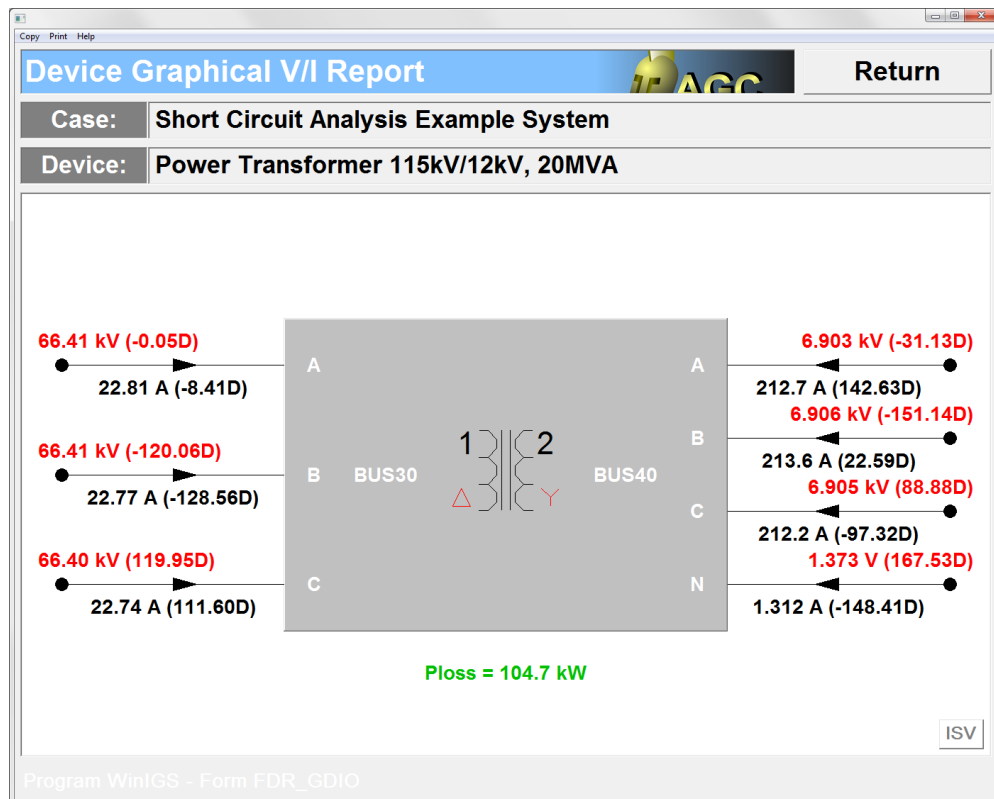 Copy Print Help
Device Graphical V/I Report
AGC
Return
Case: Short Circuit Analysis Example System
Device: Power Transformer 115kV/12kV, 20MVA
66.41 kV (-0.05D)
22.81 A (-8.41D)
66.41 kV (-120.06D)
22.77 A (-128.56D)
66.40 kV (119.95D)
22.74 A (111.60D)
A
B
C
BUS30
1
2
Δ
Y
BUS40
A
B
C
N
6.903 kV (-31.13D)
212.7 A (142.63D)
6.906 kV (-151.14D)
213.6 A (22.59D)
6.905 kV (88.88D)
212.2 A (-97.32D)
1.373 V (167.53D)
1.312 A (-148.41D)
Ploss = 104.7 kW
ISV
Program WinIGS - Form FDR_GDIO